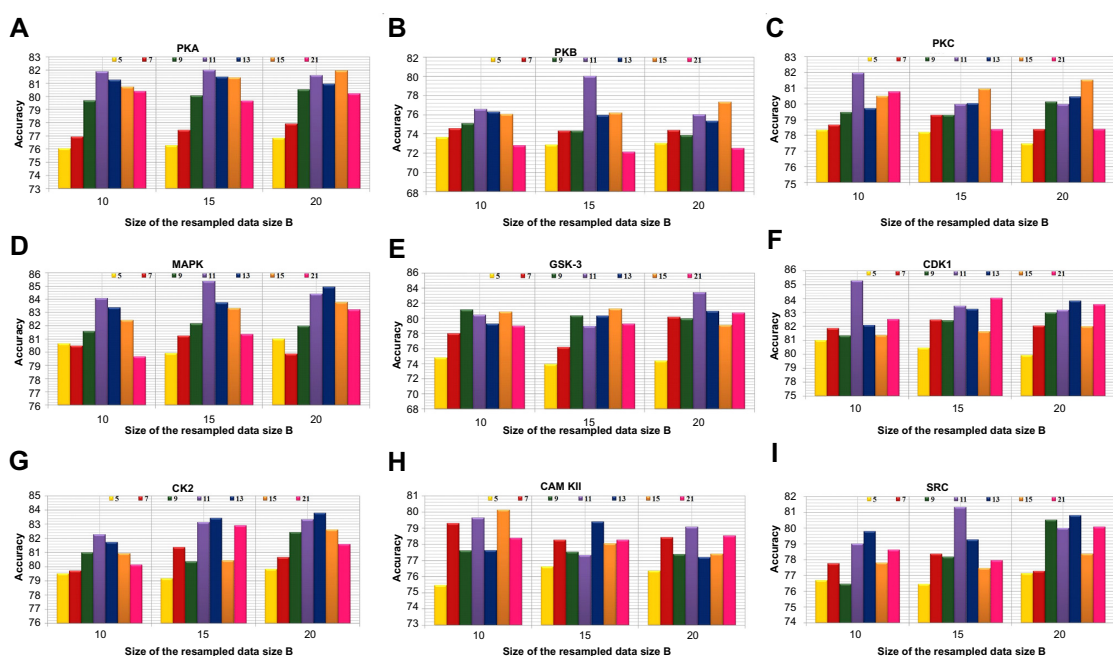 A
PKA
5 7 9 11 13 15 21
83
82
81
80
79
78
77
76
75
74
73
Accuracy
10 15 20
Size of the resampled data size B
B
PKB
5 7 9 11 13 15 21
82
80
78
76
74
72
70
68
Accuracy
10 15 20
Size of the resampled data size B
C
PKC
5 7 9 11 13 15 21
83
82
81
80
79
78
77
76
75
Accuracy
10 15 20
Size of the resampled data size B
D
MAPK
5 7 9 11 13 15 21
86
85
84
83
82
81
80
79
78
77
76
Accuracy
10 15 20
Size of the resampled data size B
E
GSK-3
5 7 9 11 13 15 21
86
84
82
80
78
76
74
72
70
68
Accuracy
10 15 20
Size of the resampled data size B
F
CDK1
5 7 9 11 13 15 21
86
85
84
83
82
81
80
79
78
77
76
75
Accuracy
10 15 20
Size of the resampled data size B
G
CK2
5 7 9 11 13 15 21
85
84
83
82
81
80
79
78
77
76
Accuracy
10 15 20
Size of the resampled data size B
H
CAM KII
5 7 9 11 13 15 21
81
80
79
78
77
76
75
74
73
Accuracy
10 15 20
Size of the resampled data size B
I
SRC
5 7 9 11 13 15 21
82
81
80
79
78
77
76
75
74
Accuracy
10 15 20
Size of the resampled data size B